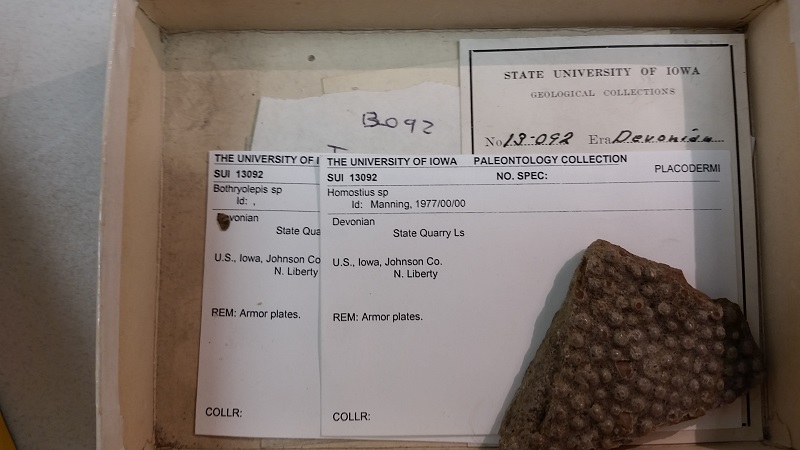 B092
STATE UNIVERSITY OF IOWA
GEOLOGICAL COLLECTIONS
No 13-092 Era Devonian
THE UNIVERSITY OF I
SUI 13092
Bothryolepis sp
Id: ,
Devonian
State Qua
U.S., Iowa, Johnson Co
N. Liberty
REM: Armor plates.
COLLR:
THE UNIVERSITY OF IOWA PALEONTOLOGY COLLECTION
SUI 13092 NO. SPEC: PLACODERMI
Homostius sp
Id: Manning, 1977/00/00
Devonian
State Quarry Ls
U.S., Iowa, Johnson Co.
N. Liberty
REM: Armor plates.
COLLR: